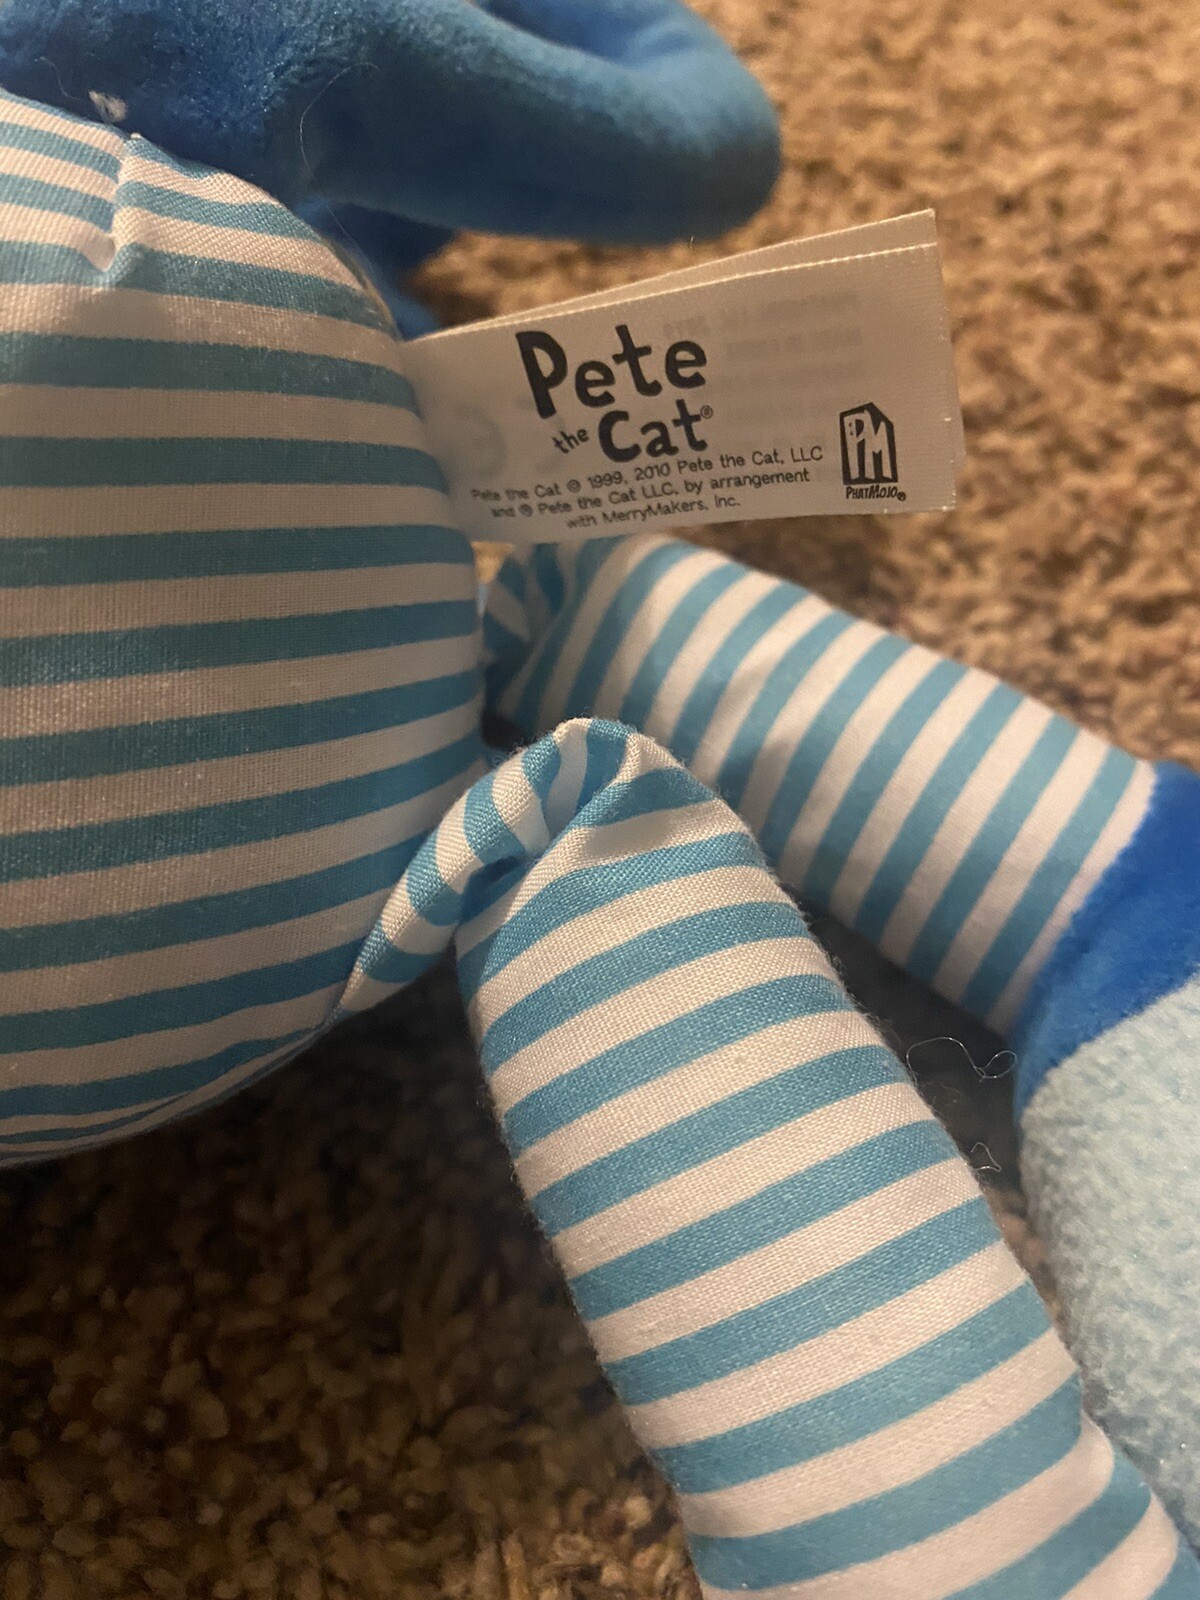 Pete
the Cat®
Pete the Cat © 1999, 2010 Pete the Cat, LLC
and ® Pete the Cat LLC, by arrangement
with MerryMakers, Inc.
PM
PHATMOJO®